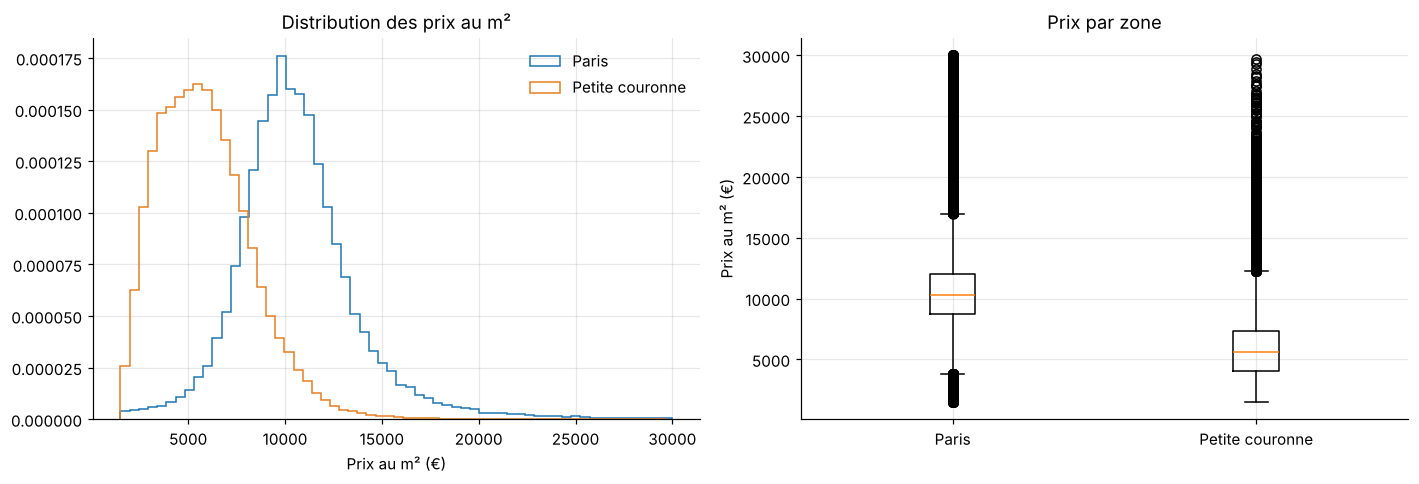 Distribution des prix au m²
0.000175
0.000150
0.000125
0.000100
0.000075
0.000050
0.000025
0.000000
Paris
Petite couronne
5000
10000
15000
20000
25000
30000
Prix au m² (€)
Prix par zone
Prix au m² (€)
30000
25000
20000
15000
10000
5000
Paris
Petite couronne